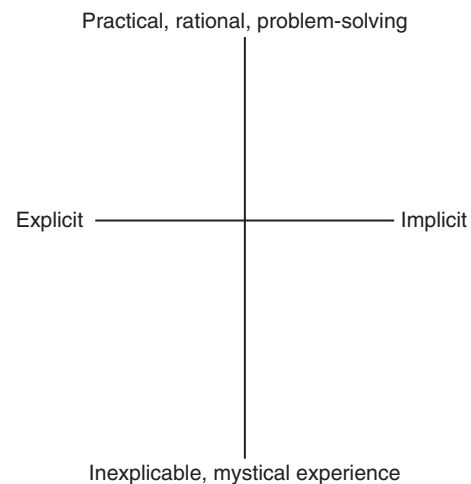 Practical, rational, problem-solving
Explicit
Implicit
Inexplicable, mystical experience